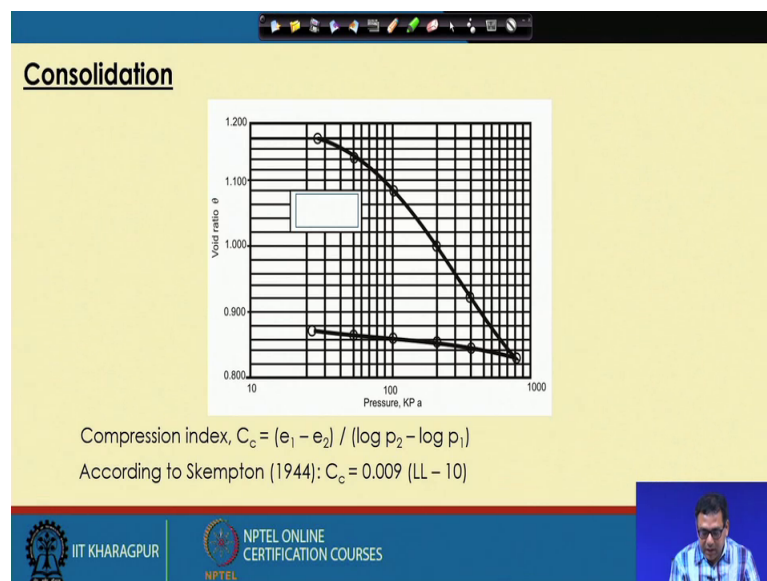 Consolidation
1.200
1.100
1.000
0.900
0.800
Void ratio θ
10
100
1000
Pressure, KP a
Compression index, C_c = (e₁ – e₂) / (log p₂ – log p₁)
According to Skempton (1944): C_c = 0.009 (LL – 10)
IIT KHARAGPUR
NPTEL
NPTEL ONLINE
CERTIFICATION COURSES